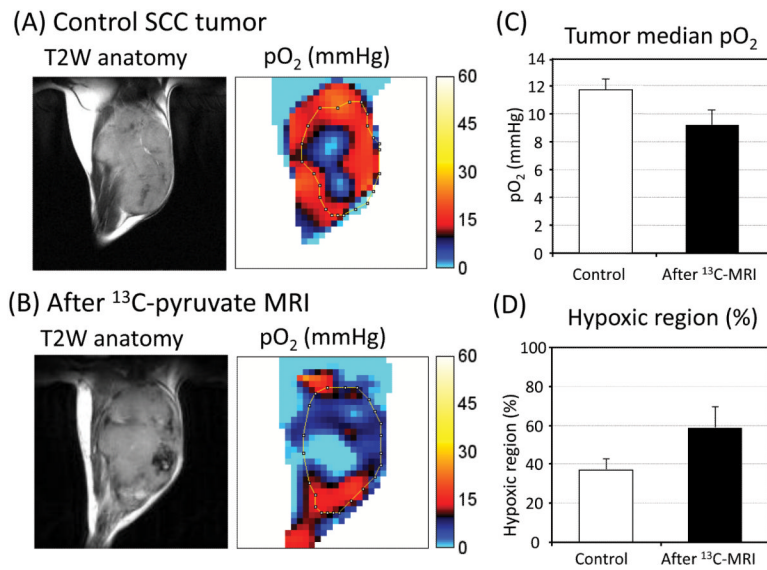 (A) Control SCC tumor
T2W anatomy
pO₂ (mmHg)
60
45
30
15
0
(B) After ¹³C-pyruvate MRI
T2W anatomy
pO₂ (mmHg)
60
45
30
15
0
(C) Tumor median pO₂
pO₂ (mmHg)
14
12
10
8
6
4
2
0
Control
After ¹³C-MRI
(D) Hypoxic region (%)
Hypoxic region (%)
100
80
60
40
20
0
Control
After ¹³C-MRI